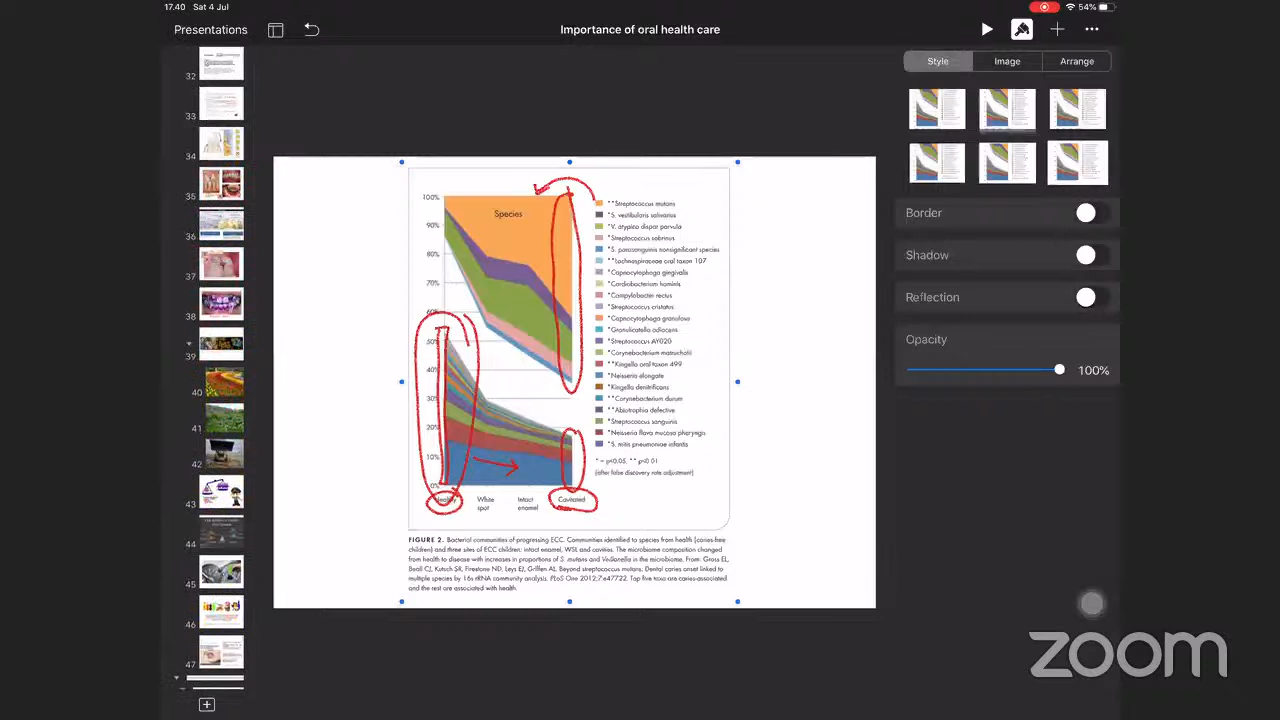 17.40 Sat 4 Jul
54%
Presentations
Importance of oral health care
Style
Image
Arrange
Border
Shadow
Reflection
Opacity
100%
32
33
34
35
36
37
38
39
40
41
42
43
44
45
46
47
100%
90%
80%
70%
60%
50%
40%
30%
20%
10%
0%
Species
Healthy
White spot
Intact enamel
Cavitated
**Streptococcus mutans
*S. vestibularis salivarius
*V. atypica dispar parvula
*Streptococcus sobrinus
*S. parasanguinis nonsignificant species
**Lachnospiraceae oral taxon 107
*Capnocytophaga gingivalis
*Cardiobacterium hominis
*Campylobacter rectus
*Streptococcus cristatus
*Capnocytophaga granulosa
*Granulicatella adiacens
*Streptococcus AY020
*Corynebacterium matruchotii
**Kingella oral taxon 499
*Neisseria elongate
*Kingella denitrificans
**Corynebacterium durum
**Abiotrophia defective
*Streptococcus sanguinis
*Neisseria flava mucosa pharyngis
*S. mitis pneumoniae infantis
* = p<0.05, ** p<0.01
(after false discovery rate adjustment)
FIGURE 2. Bacterial communities of progressing ECC. Communities identified to species from health (caries-free
children) and three sites of ECC children: intact enamel, WSL and cavities. The microbiome composition changed
from health to disease with increases in proportions of S. mutans and Veillonella in the microbiome. From: Gross EL,
Beall CJ, Kutsch SR, Firestone ND, Leys EJ, Griffen AL. Beyond streptococcus mutans; Dental caries onset linked to
multiple species by 16s rRNA community analysis. PLoS One 2012;7:e47722. Top five taxa are caries-associated
and the rest are associated with health.
zoom